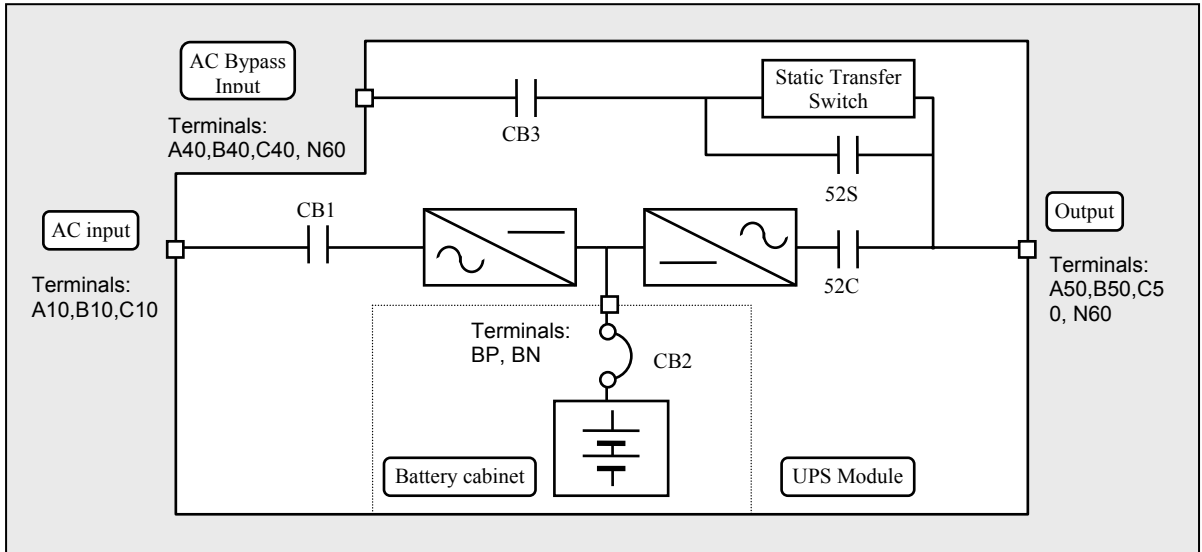 AC Bypass
Input
Terminals:
A40,B40,C40, N60
CB3
Static Transfer
Switch
52S
AC input
Terminals:
A10,B10,C10
CB1
52C
Output
Terminals:
A50,B50,C5
0, N60
Terminals:
BP, BN
CB2
Battery cabinet
UPS Module